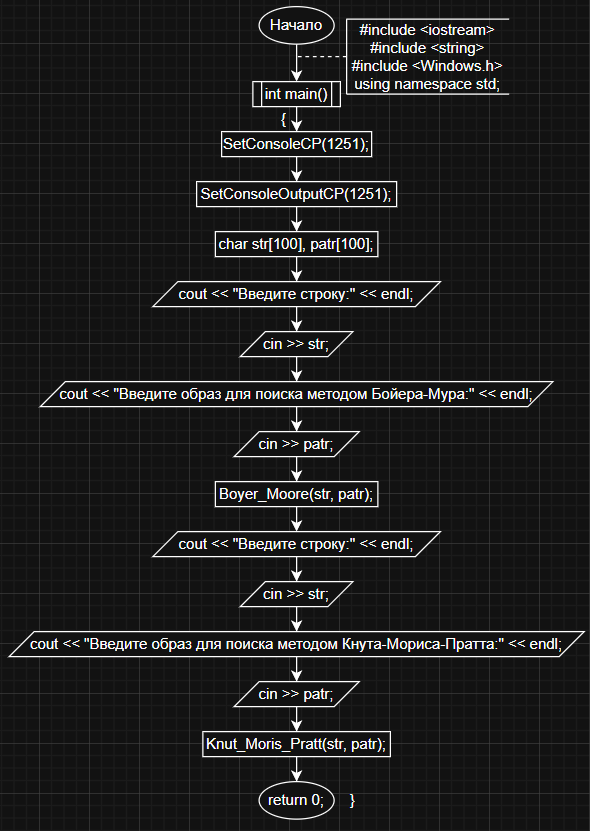 Начало
#include <iostream>
#include <string>
#include <Windows.h>
using namespace std;
int main()
{
SetConsoleCP(1251);
SetConsoleOutputCP(1251);
char str[100], patr[100];
cout << "Введите строку:" << endl;
cin >> str;
cout << "Введите образ для поиска методом Бойера-Мура:" << endl;
cin >> patr;
Boyer_Moore(str, patr);
cout << "Введите строку:" << endl;
cin >> str;
cout << "Введите образ для поиска методом Кнута-Мориса-Пратта:" << endl;
cin >> patr;
Knut_Moris_Pratt(str, patr);
return 0; }